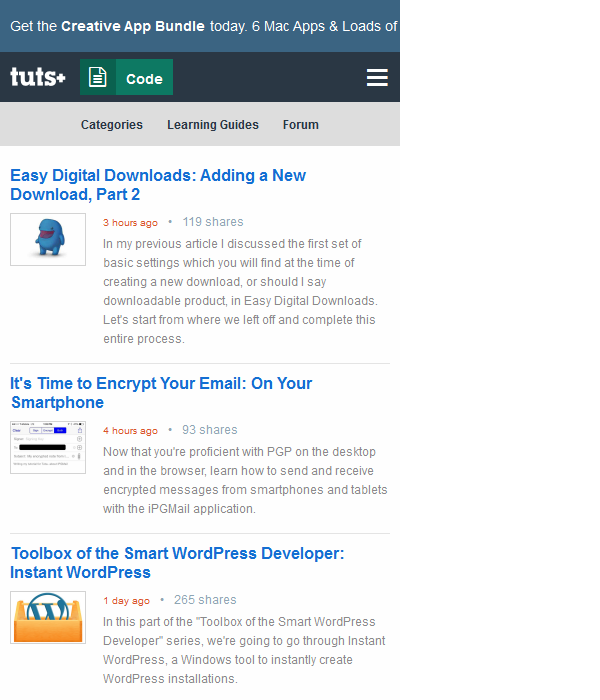 Get the Creative App Bundle today. 6 Mac Apps & Loads of
tuts+ Code
Categories Learning Guides Forum
Easy Digital Downloads: Adding a New
Download, Part 2
3 hours ago • 119 shares
In my previous article I discussed the first set of
basic settings which you will find at the time of
creating a new download, or should I say
downloadable product, in Easy Digital Downloads.
Let's start from where we left off and complete this
entire process.
It's Time to Encrypt Your Email: On Your
Smartphone
4 hours ago • 93 shares
Now that you're proficient with PGP on the desktop
and in the browser, learn how to send and receive
encrypted messages from smartphones and tablets
with the iPGMail application.
Toolbox of the Smart WordPress Developer:
Instant WordPress
1 day ago • 265 shares
In this part of the "Toolbox of the Smart WordPress
Developer" series, we're going to go through Instant
WordPress, a Windows tool to instantly create
WordPress installations.